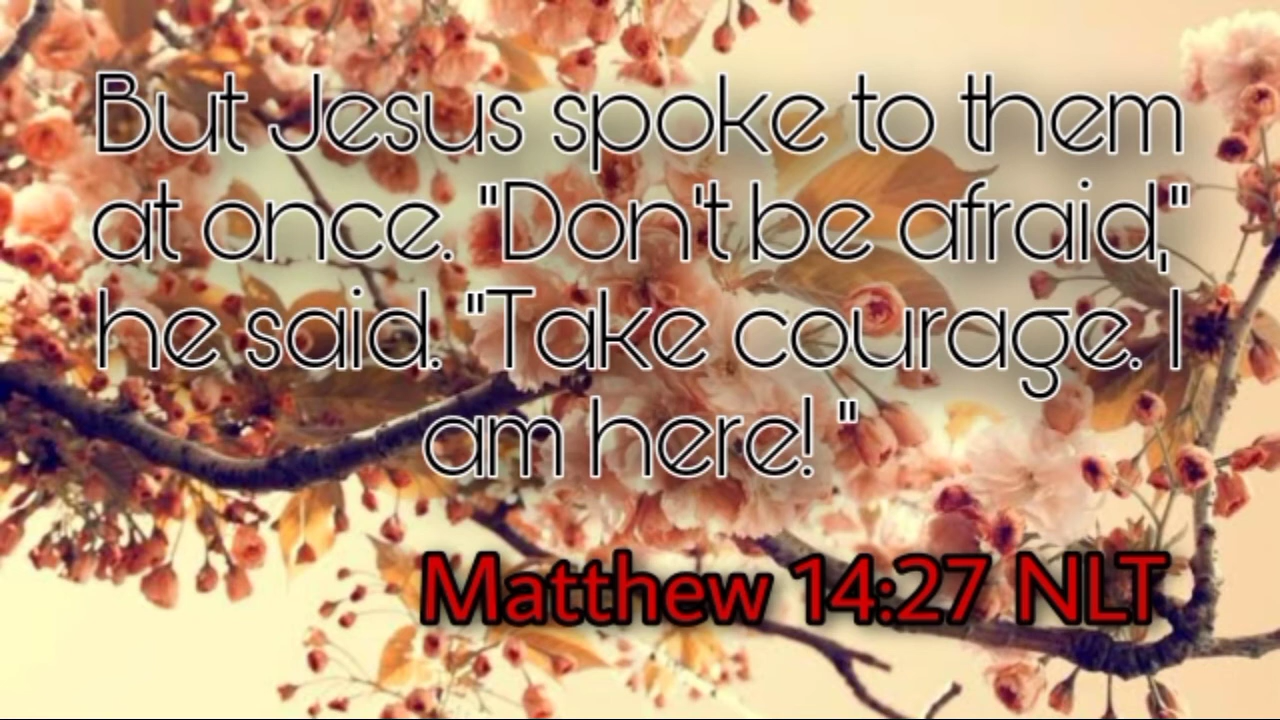 But Jesus spoke to them
at once. "Don't be afraid,"
he said. "Take courage. I
am here! "
Matthew 14:27 NLT